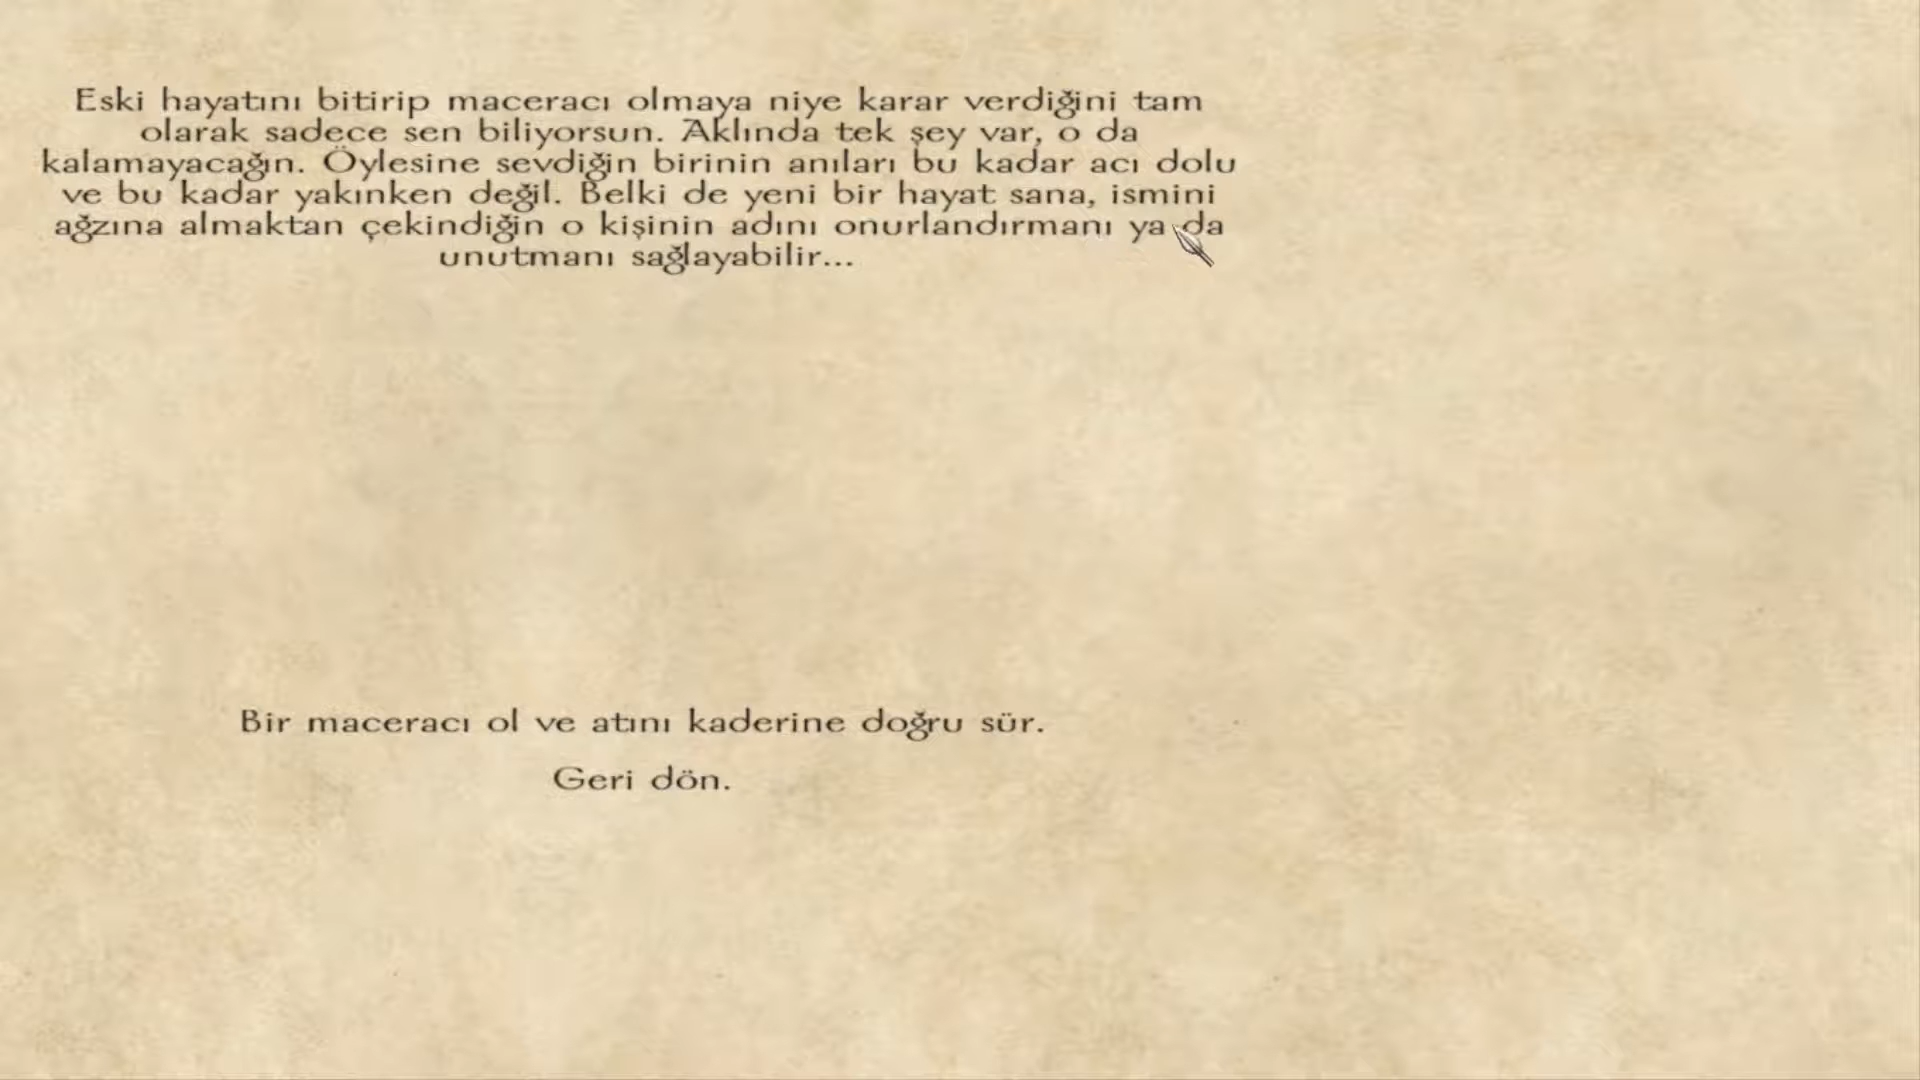 Eski hayatını bitirip maceracı olmaya niye karar verdiğini tam
olarak sadece sen biliyorsun. Aklında tek şey var, o da
kalamayacağın. Öylesine sevdiğin birinin anıları bu kadar acı dolu
ve bu kadar yakınken değil. Belki de yeni bir hayat sana, ismini
ağzına almaktan çekindiğin o kişinin adını onurlandırmanı ya da
unutmanı sağlayabilir...
Bir maceracı ol ve atını kaderine doğru sür.
Geri dön.